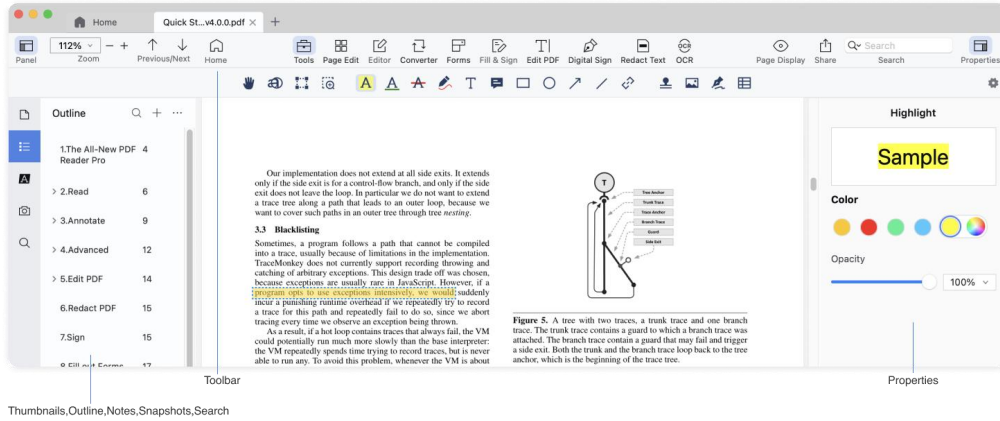 Home
Quick St...v4.0.0.pdf
112%
Panel
Zoom
Previous/Next
Home
Tools
Page Edit
Editor
Converter
Forms
Fill & Sign
Edit PDF
Digital Sign
Redact Text
OCR
OCR
Page Display
Share
Search
Search
Properties
A A A T
Outline
1.The All-New PDF Reader Pro 4
2.Read 6
3.Annotate 9
4.Advanced 12
5.Edit PDF 14
6.Redact PDF 15
7.Sign 15
8.Fill out Forms 17
Our implementation does not extend at all side exits. It extends
only if the side exit is for a control-flow branch, and only if the side
exit does not leave the loop. In particular we do not want to extend
a trace tree along a path that leads to an outer loop, because we
want to cover such paths in an outer tree through tree nesting.
3.3 Blacklisting
Sometimes, a program follows a path that cannot be compiled
into a trace, usually because of limitations in the implementation.
TraceMonkey does not currently support recording throwing and
catching of arbitrary exceptions. This design trade off was chosen,
because exceptions are usually rare in JavaScript. However, if a
program opts to use exceptions intensively, we would suddenly
incur a punishing runtime overhead if we repeatedly try to record
a trace for this path and repeatedly fail to do so, since we abort
tracing every time we observe an exception being thrown.
As a result, if a hot loop contains traces that always fail, the VM
could potentially run much more slowly than the base interpreter:
the VM repeatedly spends time trying to record traces, but is never
able to run any. To avoid this problem, whenever the VM is about
T
Tree Anchor
Trunk Trace
Trace Anchor
Branch Trace
Guard
Side Exit
Figure 5. A tree with two traces, a trunk trace and one branch
trace. The trunk trace contains a guard to which a branch trace was
attached. The branch trace contain a guard that may fail and trigger
a side exit. Both the trunk and the branch trace loop back to the tree
anchor, which is the beginning of the trace tree.
Highlight
Sample
Color
Opacity
100%
Toolbar
Properties
Thumbnails,Outline,Notes,Snapshots,Search